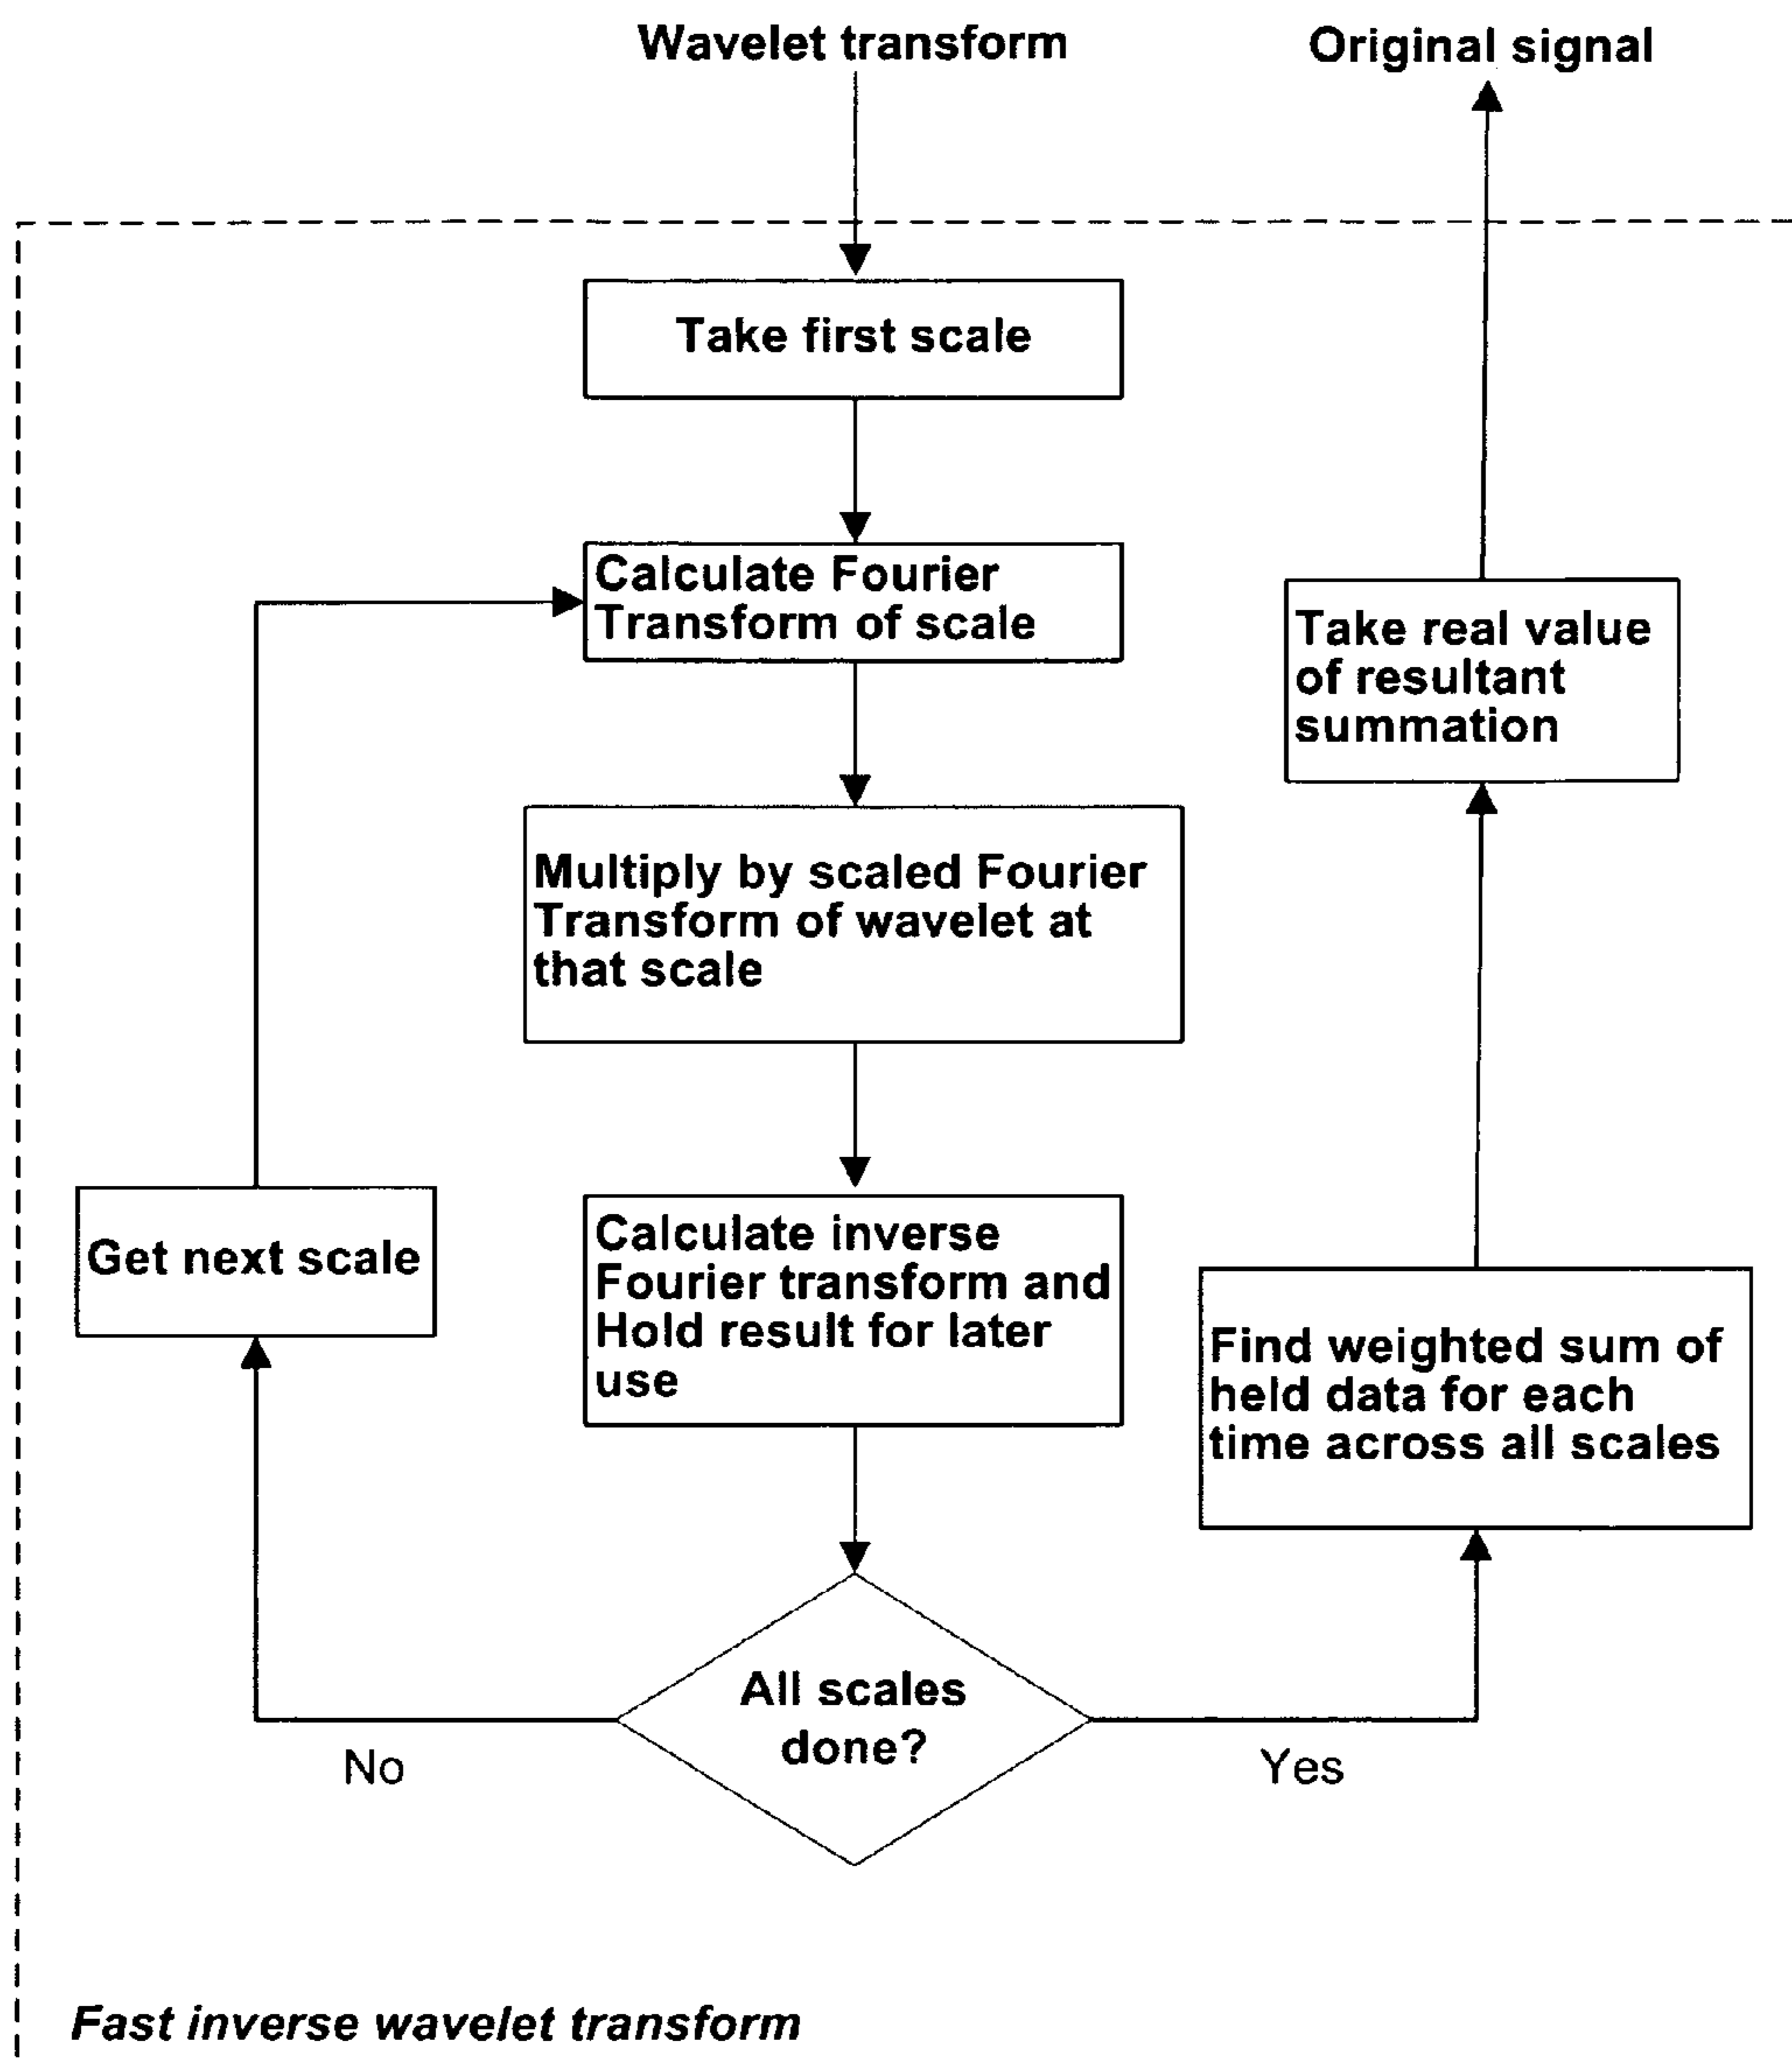 Wavelet transform
Original signal
Take first scale
Calculate Fourier
Transform of scale
Take real value
of resultant
summation
Multiply by scaled Fourier
Transform of wavelet at
that scale
Get next scale
Calculate inverse
Fourier transform and
Hold result for later
use
Find weighted sum of
held data for each
time across all scales
All scales
done?
No
Yes
Fast inverse wavelet transform